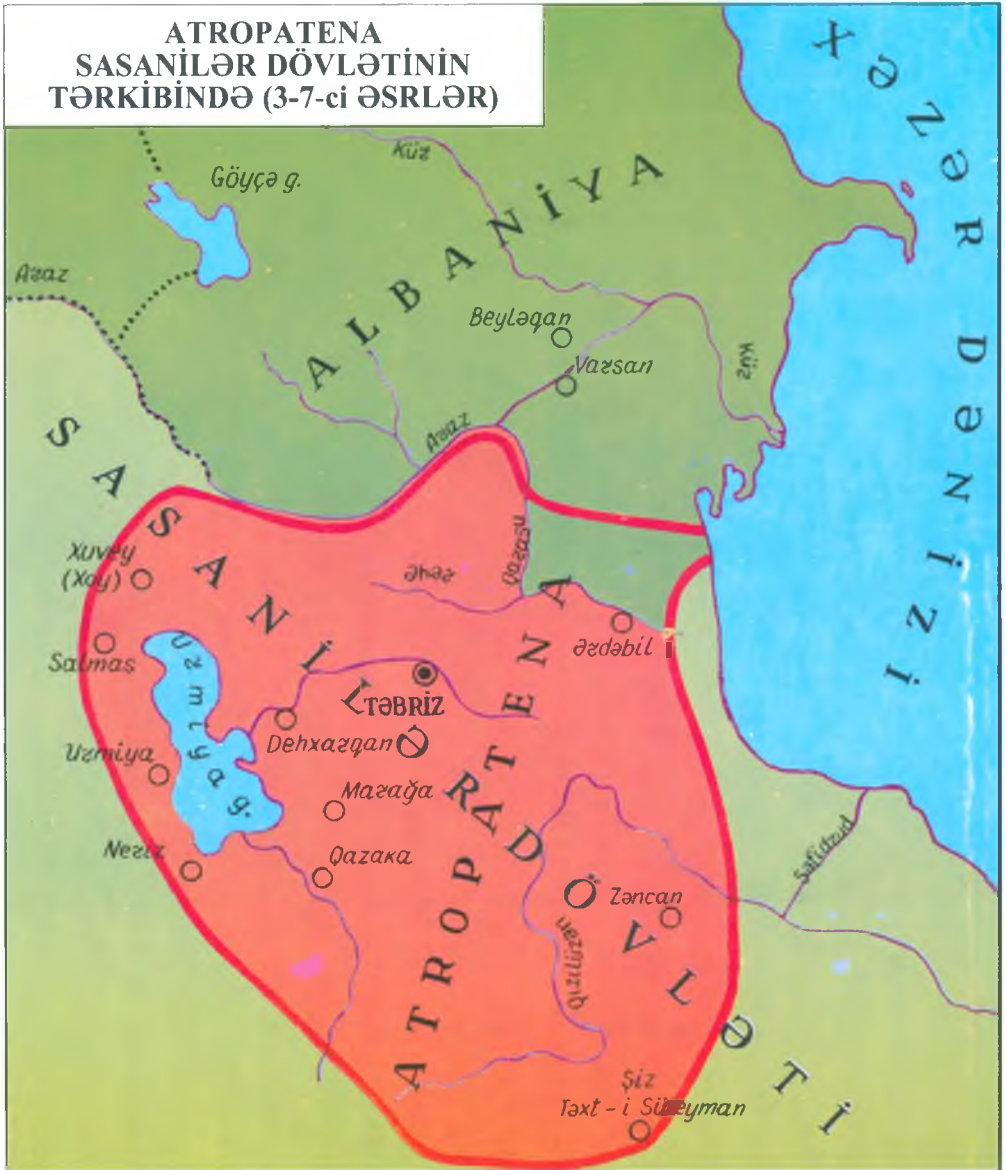 ATROPATENA
SASANİLƏR DÖVLƏTİNİN
TƏRKİBİNDƏ (3-7-ci ƏSRLƏR)
XƏZƏR DƏNİZİ
Kür
Göyçə g.
ALBANİYA
Araz
Beyləqan
Varsan
Kür
Araz
SASANİLƏR DÖVLƏTİ
Xuvey
(Xoy)
Qarasu
Əhər
Ərdəbil
Salmas
Urmiya g.
TƏBRİZ
Dehxarqan
Urmiya
Marağa
ATROPATENA
Səfidrud
Neriz
Qazaka
Zəncan
Qızılüzən
Şiz
Təxt-i Süleyman